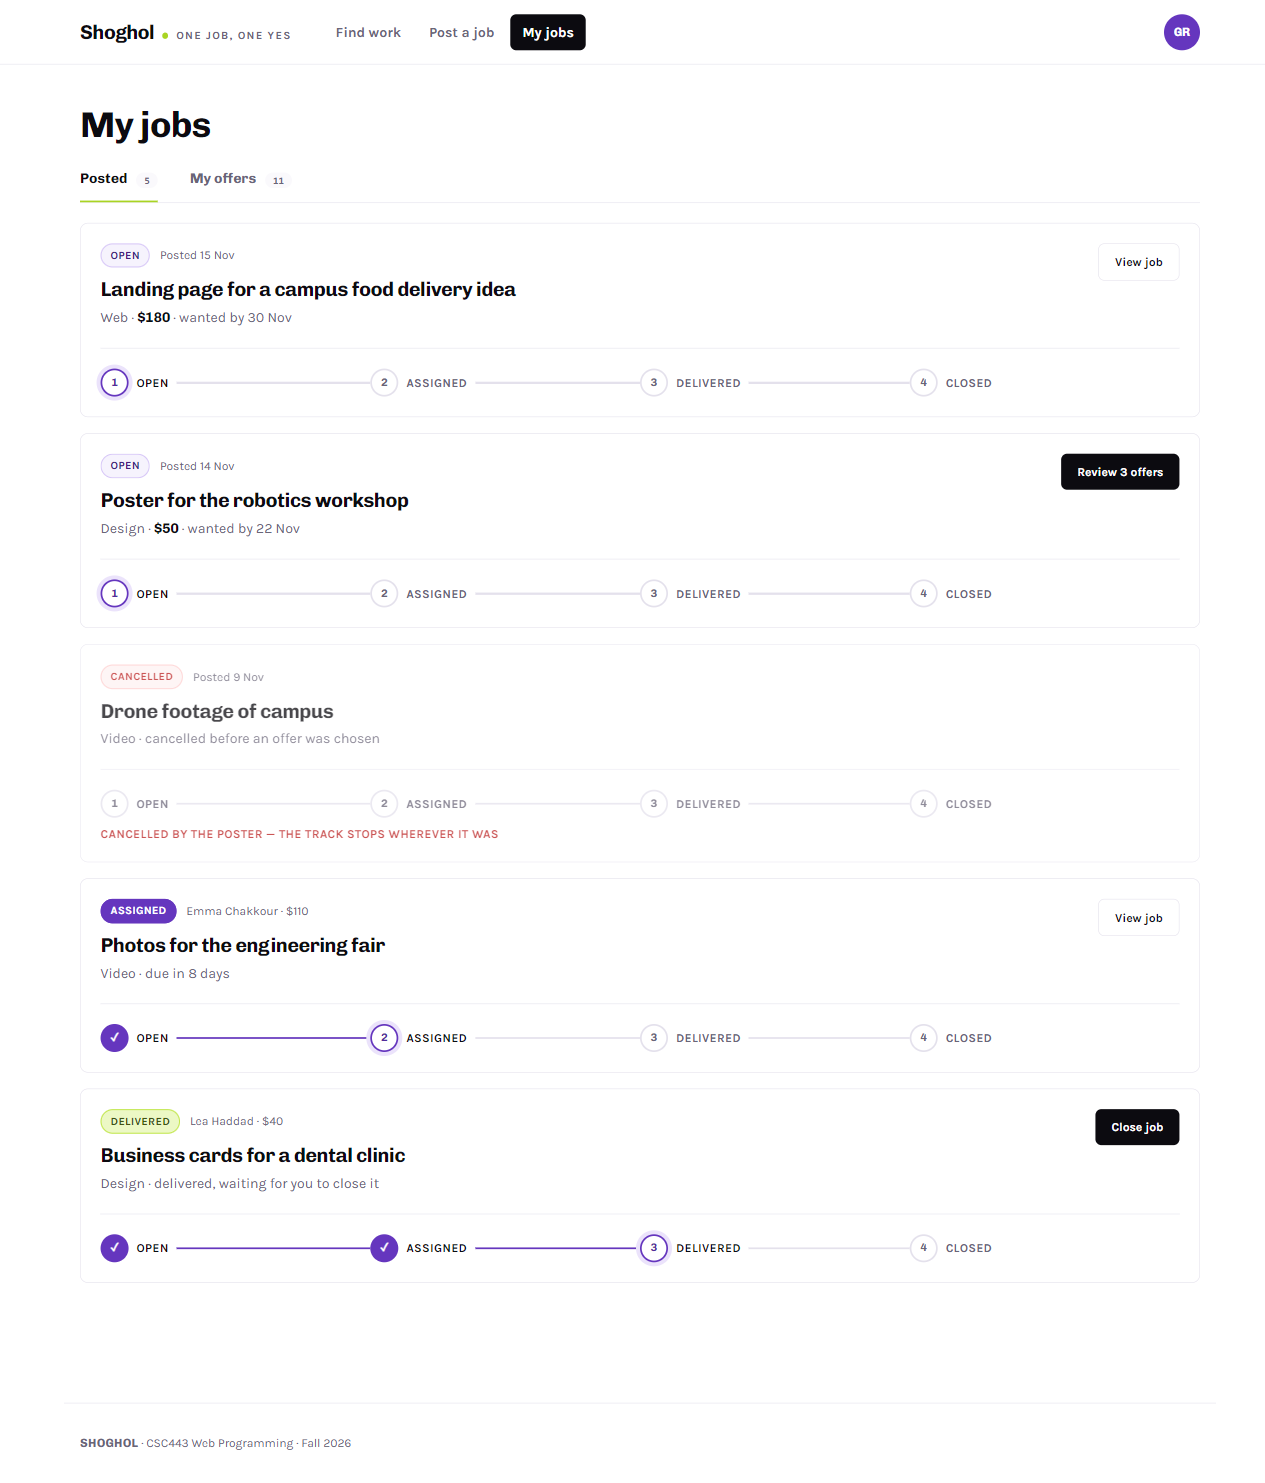 Shoghol ONE JOB, ONE YES Find work Post a job My jobs GR
My jobs
Posted 5 My offers 11
OPEN Posted 15 Nov View job
Landing page for a campus food delivery idea
Web · $180 · wanted by 30 Nov
1 OPEN 2 ASSIGNED 3 DELIVERED 4 CLOSED
OPEN Posted 14 Nov Review 3 offers
Poster for the robotics workshop
Design · $50 · wanted by 22 Nov
1 OPEN 2 ASSIGNED 3 DELIVERED 4 CLOSED
CANCELLED Posted 9 Nov
Drone footage of campus
Video · cancelled before an offer was chosen
1 OPEN 2 ASSIGNED 3 DELIVERED 4 CLOSED
CANCELLED BY THE POSTER — THE TRACK STOPS WHEREVER IT WAS
ASSIGNED Emma Chakkour · $110 View job
Photos for the engineering fair
Video · due in 8 days
✓ OPEN 2 ASSIGNED 3 DELIVERED 4 CLOSED
DELIVERED Lea Haddad · $40 Close job
Business cards for a dental clinic
Design · delivered, waiting for you to close it
✓ OPEN ✓ ASSIGNED 3 DELIVERED 4 CLOSED
SHOGHOL · CSC443 Web Programming · Fall 2026